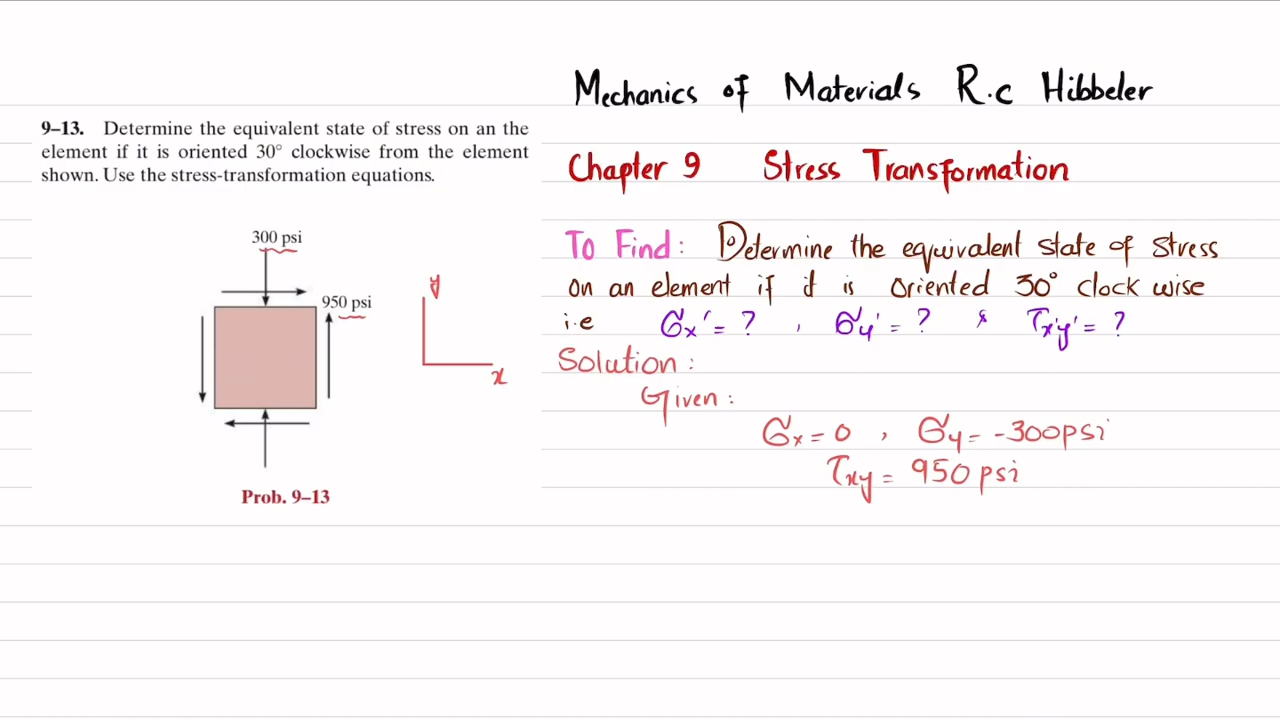 Mechanics of Materials R.c Hibbeler
9–13. Determine the equivalent state of stress on an the
element if it is oriented 30° clockwise from the element
shown. Use the stress-transformation equations.
Chapter 9 Stress Transformation
300 psi
950 psi
y
x
Prob. 9–13
To Find: Determine the equivalent state of stress
on an element if it is oriented 30° clock wise
i.e σx' = ? , σy' = ? & τx'y' = ?
Solution:
Given:
σx = 0 , σy = -300psi
τxy = 950 psi